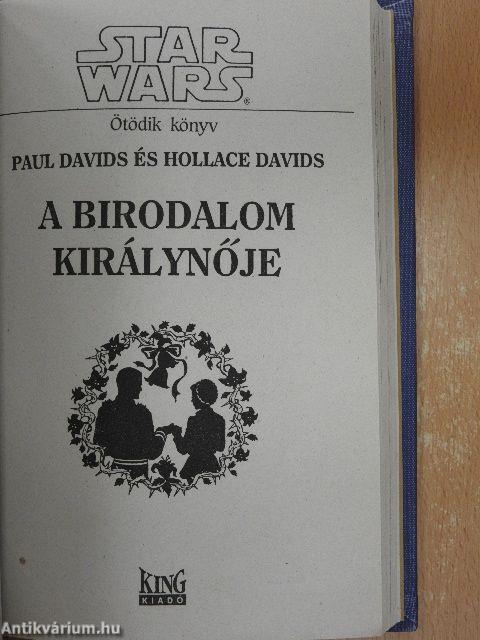 STAR
WARS®
Ötödik könyv
PAUL DAVIDS ÉS HOLLACE DAVIDS
A BIRODALOM
KIRÁLYNŐJE
KING
KIADÓ
Antikvárium.hu